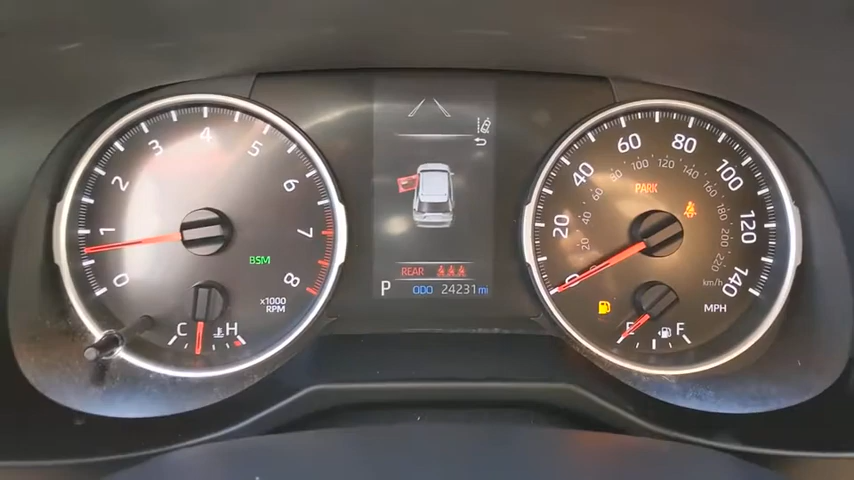 0 1 2 3 4 5 6 7 8
BSM
x1000
RPM
C H
REAR
P ODO 24231 mi
0 20 40 60 80 100 120 140
20 40 60 80 100 120 140 160 180 200 220
km/h
MPH
PARK
E F